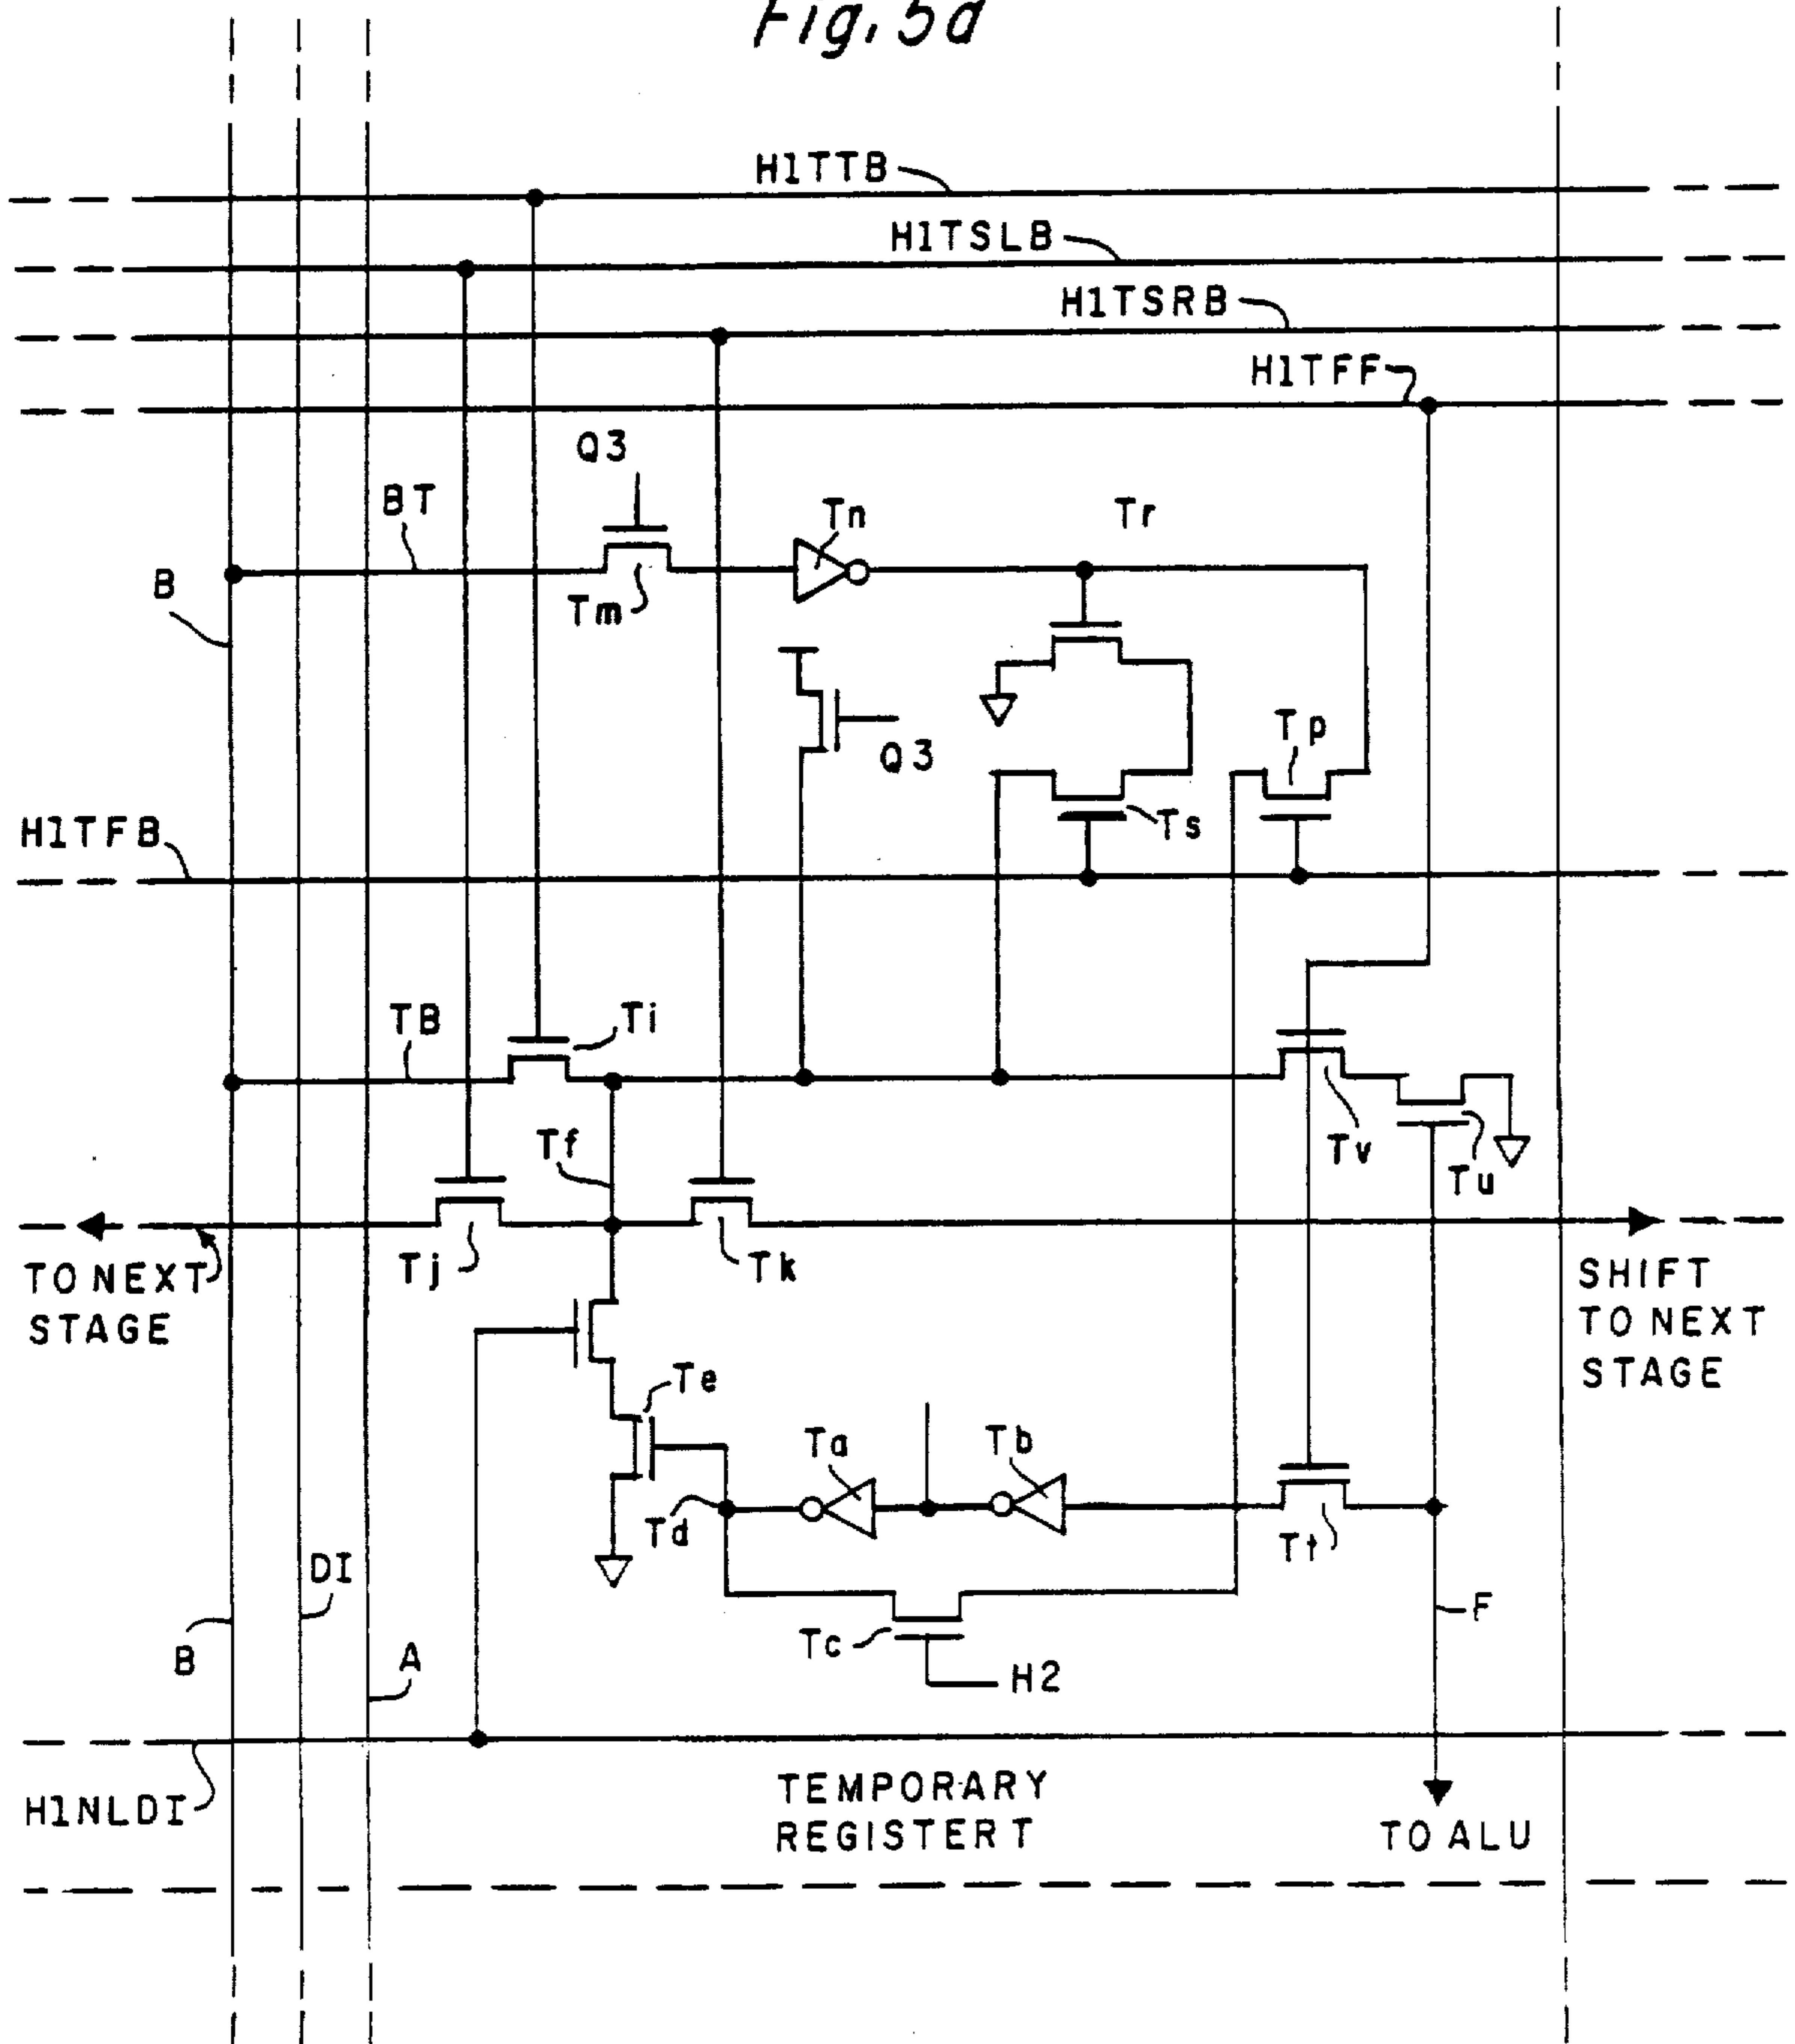 Fig. 5a
H1TTB
H1TSLB
H1TSRB
H1TFF
Q3
BT
Tn
Tr
B
Tm
Tp
Q3
H1TFB
Ts
TB
Ti
Tf
Tv
Tu
Tj
Tk
TO NEXT
STAGE
SHIFT
TO NEXT
STAGE
Te
Ta
Tb
Td
Tt
DI
F
B
A
Tc
H2
H1NLDI
TEMPORARY
REGISTER T
TO ALU